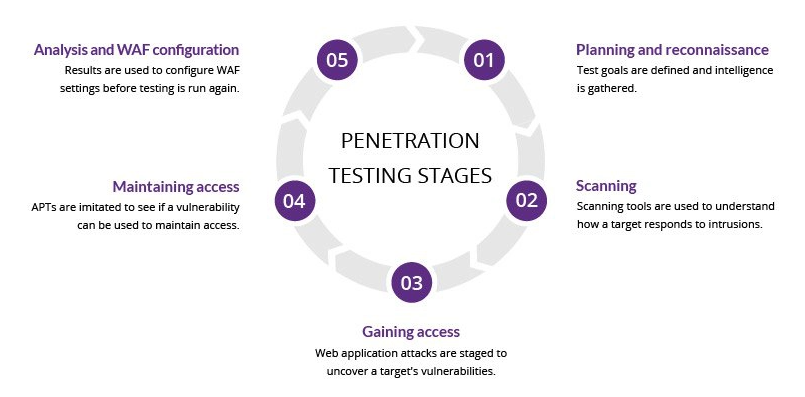 PENETRATION
TESTING STAGES
01
Planning and reconnaissance
Test goals are defined and intelligence
is gathered.
02
Scanning
Scanning tools are used to understand
how a target responds to intrusions.
03
Gaining access
Web application attacks are staged to
uncover a target's vulnerabilities.
04
Maintaining access
APTs are imitated to see if a vulnerability
can be used to maintain access.
05
Analysis and WAF configuration
Results are used to configure WAF
settings before testing is run again.